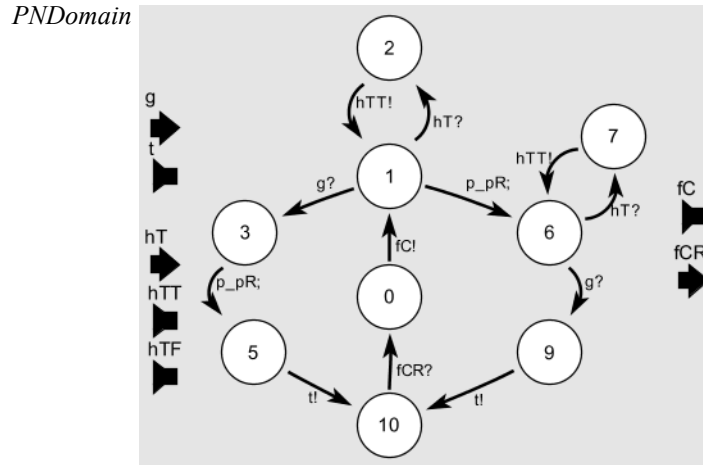 PNDomain
2
hTT!
hT?
g
t
7
hTT!
hT?
1
g?
p_pR;
fC
3
6
hT
fC!
fCR
p_pR;
g?
hTT
0
hTF
5
9
fCR?
t!
t!
10